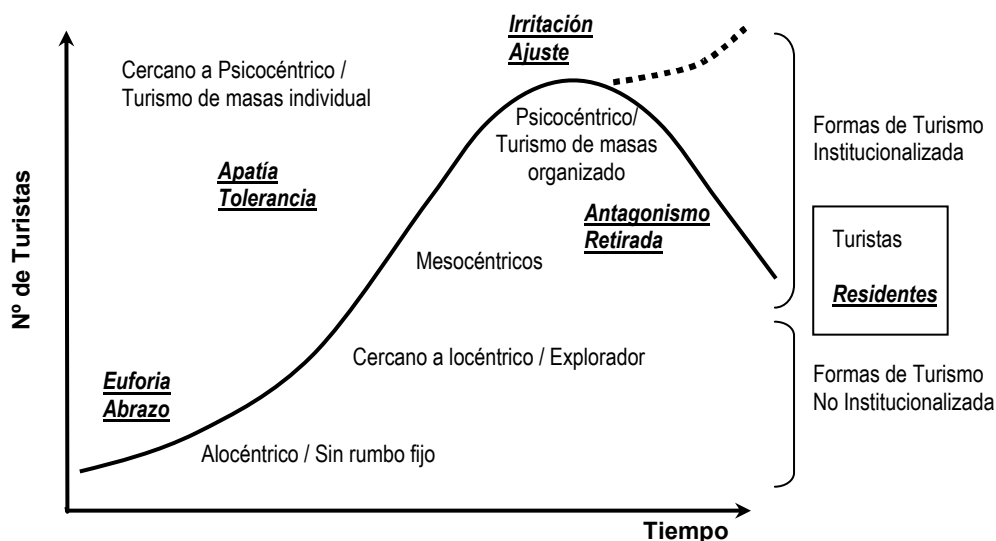 Irritación
Ajuste
Cercano a Psicocéntrico /
Turismo de masas individual
Psicocéntrico/
Turismo de masas
organizado
Formas de Turismo
Institucionalizada
Apatía
Tolerancia
Antagonismo
Retirada
Turistas
Residentes
Nº de Turistas
Mesocéntricos
Cercano a locéntrico / Explorador
Formas de Turismo
No Institucionalizada
Euforia
Abrazo
Alocéntrico / Sin rumbo fijo
Tiempo